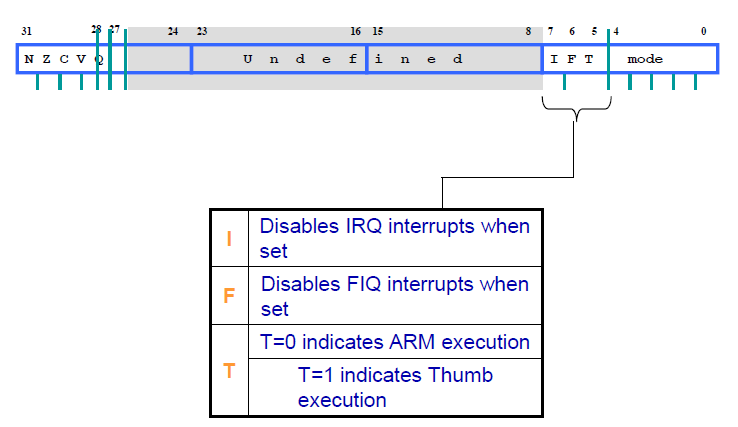 31 28 27 24 23 16 15 8 7 6 5 4 0
N Z C V Q U n d e f i n e d I F T mode
I Disables IRQ interrupts when
set
F Disables FIQ interrupts when
set
T T=0 indicates ARM execution
T=1 indicates Thumb
execution